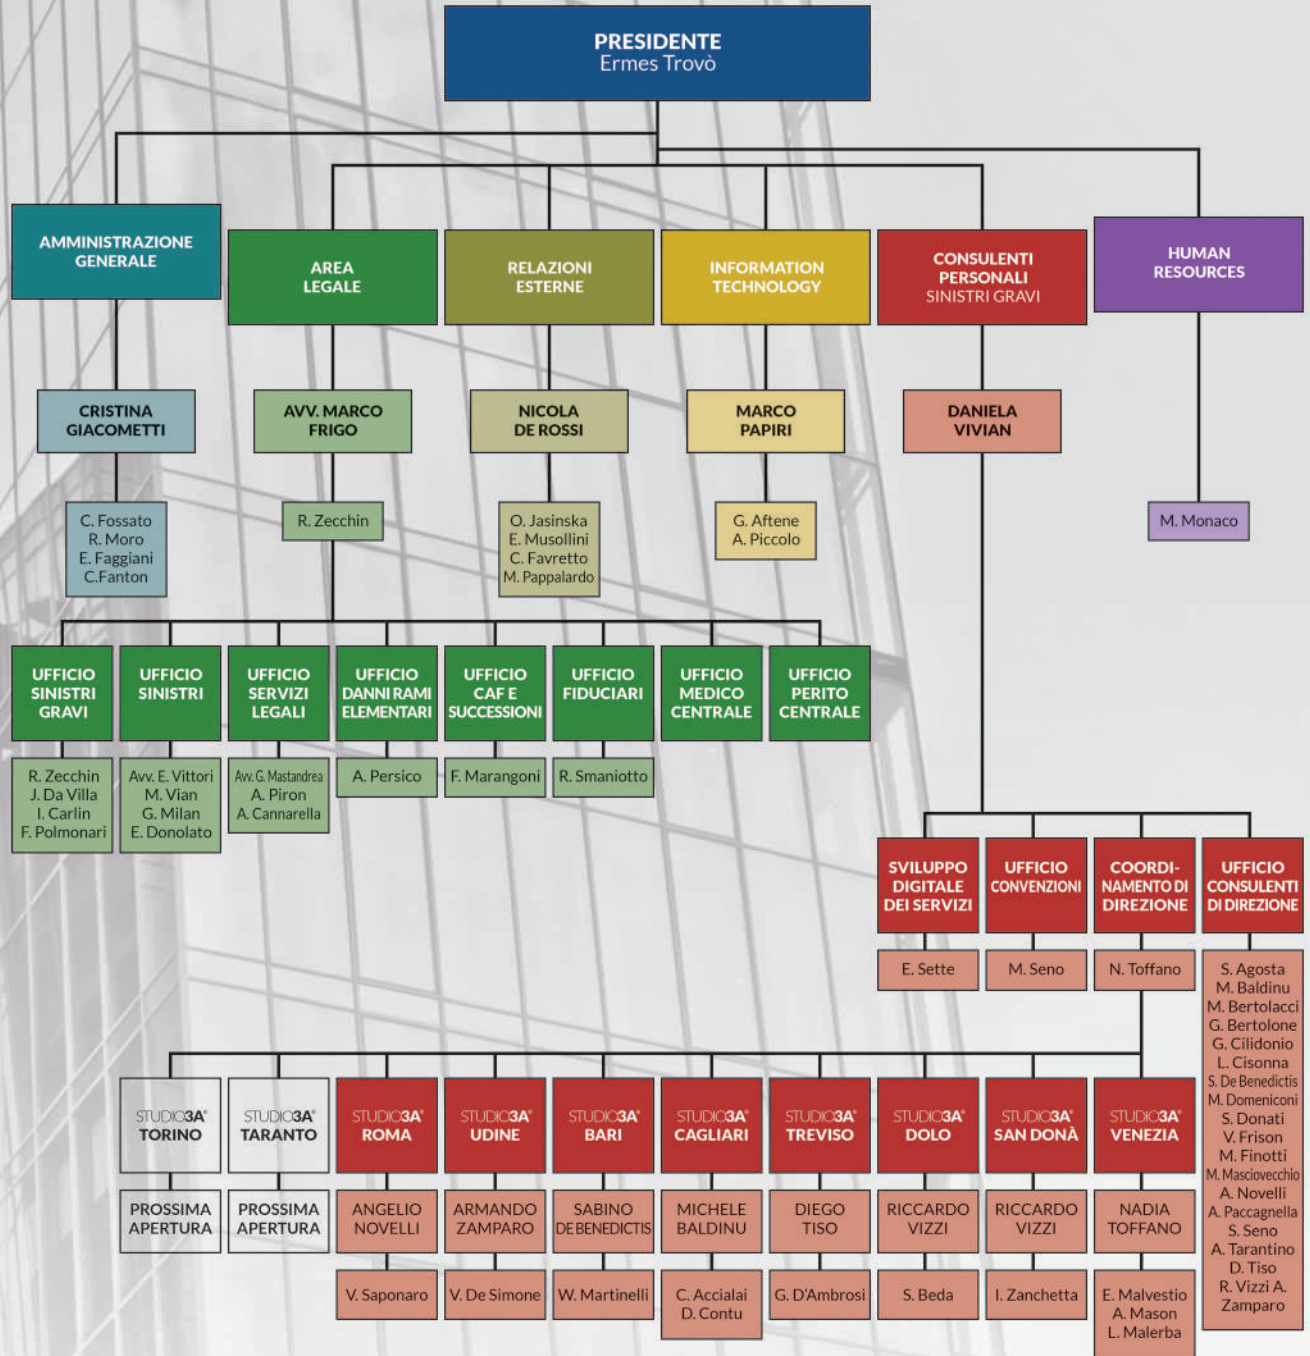 PRESIDENTE
Ermes Trovò
AMMINISTRAZIONE
GENERALE
AREA
LEGALE
RELAZIONI
ESTERNE
INFORMATION
TECHNOLOGY
CONSULENTI
PERSONALI
SINISTRI GRAVI
HUMAN
RESOURCES
CRISTINA
GIACOMETTI
AVV. MARCO
FRIGO
NICOLA
DE ROSSI
MARCO
PAPIRI
DANIELA
VIVIAN
C. Fossato
R. Moro
E. Faggiani
C.Fanton
R. Zecchin
O. Jasinska
E. Musollini
C. Favretto
M. Pappalardo
G. Aftene
A. Piccolo
M. Monaco
UFFICIO
SINISTRI
GRAVI
UFFICIO
SINISTRI
UFFICIO
SERVIZI
LEGALI
UFFICIO
DANNI RAMI
ELEMENTARI
UFFICIO
CAF E
SUCCESSIONI
UFFICIO
FIDUCIARI
UFFICIO
MEDICO
CENTRALE
UFFICIO
PERITO
CENTRALE
R. Zecchin
J. Da Villa
I. Carlin
F. Polmonari
Avv. E. Vittori
M. Vian
G. Milan
E. Donolato
Avv. G. Mastandrea
A. Piron
A. Cannarella
A. Persico
F. Marangoni
R. Smaniotto
SVILUPPO
DIGITALE
DEI SERVIZI
UFFICIO
CONVENZIONI
COORDI-
NAMENTO DI
DIREZIONE
UFFICIO
CONSULENTI
DI DIREZIONE
E. Sette
M. Seno
N. Toffano
S. Agosta
M. Baldinu
M. Bertolacci
G. Bertolone
G. Cilidonio
L. Cisonna
S. De Benedictis
M. Domeniconi
S. Donati
V. Frison
M. Finotti
M. Masciovecchio
A. Novelli
A. Paccagnella
S. Seno
A. Tarantino
D. Tiso
R. Vizzi A.
Zamparo
STUDIO3A®
TORINO
STUDIO3A®
TARANTO
STUDIO3A®
ROMA
STUDIO3A®
UDINE
STUDIO3A®
BARI
STUDIO3A®
CAGLIARI
STUDIO3A®
TREVISO
STUDIO3A®
DOLO
STUDIO3A®
SAN DONÀ
STUDIO3A®
VENEZIA
PROSSIMA
APERTURA
PROSSIMA
APERTURA
ANGELIO
NOVELLI
ARMANDO
ZAMPARO
SABINO
DE BENEDICTIS
MICHELE
BALDINU
DIEGO
TISO
RICCARDO
VIZZI
RICCARDO
VIZZI
NADIA
TOFFANO
V. Saponaro
V. De Simone
W. Martinelli
C. Accialai
D. Contu
G. D'Ambrosi
S. Beda
I. Zanchetta
E. Malvestio
A. Mason
L. Malerba